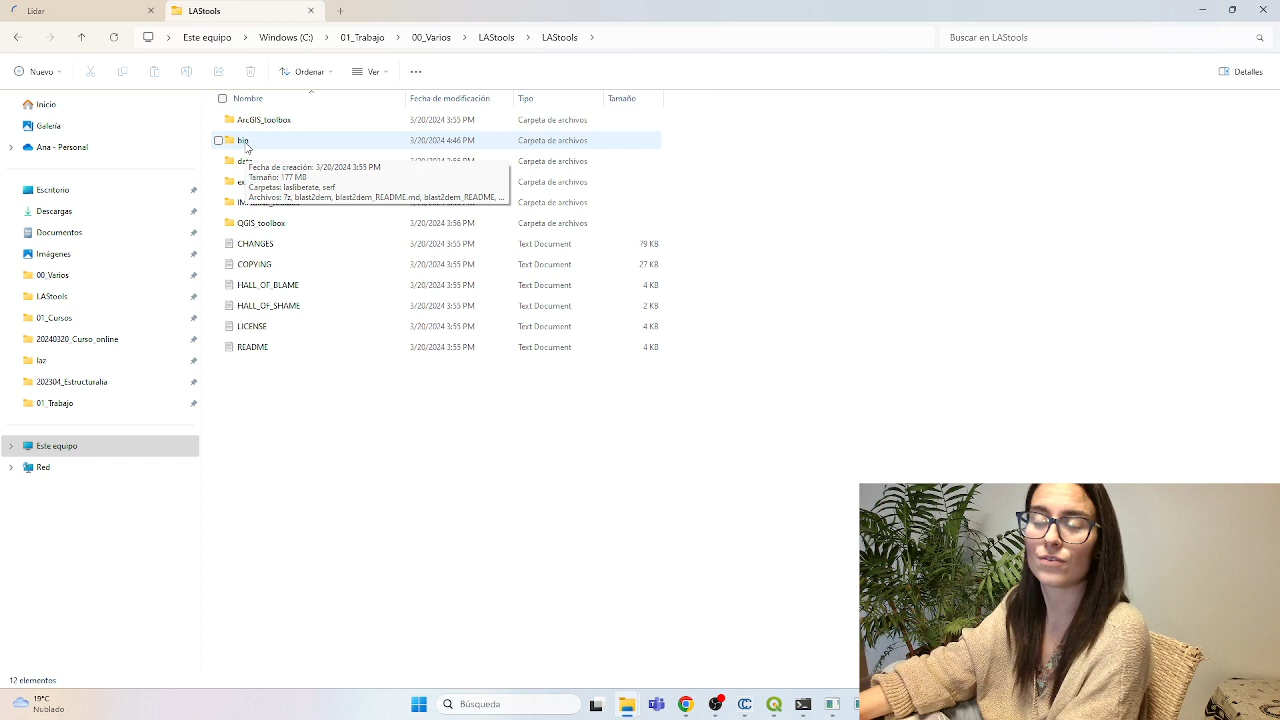 Lidar
LAStools
Este equipo
Windows (C:)
01_Trabajo
00_Varios
LAStools
LAStools
Buscar en LAStools
Nuevo
Ordenar
Ver
Detalles
Nombre
Fecha de modificación
Tipo
Tamaño
Inicio
Galería
Ana - Personal
Escritorio
Descargas
Documentos
Imágenes
00_Varios
LAStools
01_Cursos
20240320_Curso_online
laz
202304_Estructuralia
01_Trabajo
Este equipo
Red
ArcGIS_toolbox 3/20/2024 3:55 PM Carpeta de archivos
bin 3/20/2024 4:46 PM Carpeta de archivos
Carpeta de archivos
Carpeta de archivos
Carpeta de archivos
Fecha de creación: 3/20/2024 3:55 PM
Tamaño: 177 MB
Carpetas: lasliberate, serf
Archivos: 7z, blast2dem, blast2dem_README.md, blast2dem_README, ...
QGIS_toolbox 3/20/2024 3:56 PM Carpeta de archivos
CHANGES 3/20/2024 3:55 PM Text Document 79 KB
COPYING 3/20/2024 3:55 PM Text Document 27 KB
HALL_OF_BLAME 3/20/2024 3:55 PM Text Document 4 KB
HALL_OF_SHAME 3/20/2024 3:55 PM Text Document 2 KB
LICENSE 3/20/2024 3:55 PM Text Document 4 KB
README 3/20/2024 3:55 PM Text Document 4 KB
12 elementos
19°C
Nublado
Búsqueda